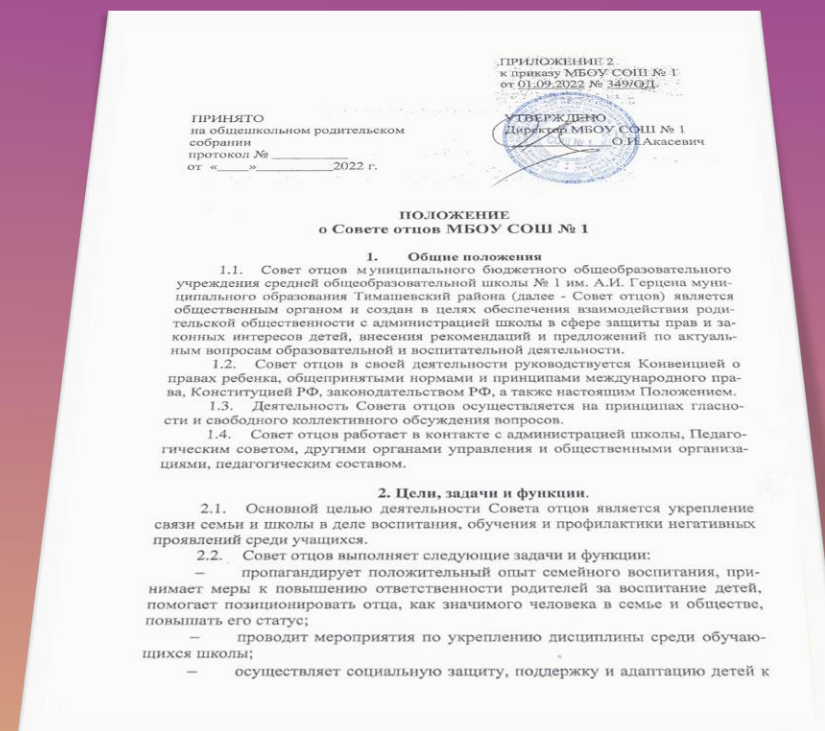 ПРИЛОЖЕНИЕ 2
к приказу МБОУ СОШ № 1
от 01.09.2022 № 349/ОД.
ПРИНЯТО
на общешкольном родительском
собрании
протокол № ____________
от «_____»____________2022 г.
УТВЕРЖДЕНО
Директор МБОУ СОШ № 1
О.И.Акасевич
СОШ № 1
ПОЛОЖЕНИЕ
о Совете отцов МБОУ СОШ № 1
1. Общие положения
1.1. Совет отцов муниципального бюджетного общеобразовательного
учреждения средней общеобразовательной школы № 1 им. А.И. Герцена муни-
ципального образования Тимашевский района (далее - Совет отцов) является
общественным органом и создан в целях обеспечения взаимодействия роди-
тельской общественности с администрацией школы в сфере защиты прав и за-
конных интересов детей, внесения рекомендаций и предложений по актуаль-
ным вопросам образовательной и воспитательной деятельности.
1.2. Совет отцов в своей деятельности руководствуется Конвенцией о
правах ребенка, общепринятыми нормами и принципами международного пра-
ва, Конституцией РФ, законодательством РФ, а также настоящим Положением.
1.3. Деятельность Совета отцов осуществляется на принципах гласно-
сти и свободного коллективного обсуждения вопросов.
1.4. Совет отцов работает в контакте с администрацией школы, Педаго-
гическим советом, другими органами управления и общественными организа-
циями, педагогическим составом.
2. Цели, задачи и функции.
2.1. Основной целью деятельности Совета отцов является укрепление
связи семьи и школы в деле воспитания, обучения и профилактики негативных
проявлений среди учащихся.
2.2. Совет отцов выполняет следующие задачи и функции:
– пропагандирует положительный опыт семейного воспитания, при-
нимает меры к повышению ответственности родителей за воспитание детей,
помогает позиционировать отца, как значимого человека в семье и обществе,
повышать его статус;
– проводит мероприятия по укреплению дисциплины среди обучаю-
щихся школы;
– осуществляет социальную защиту, поддержку и адаптацию детей к